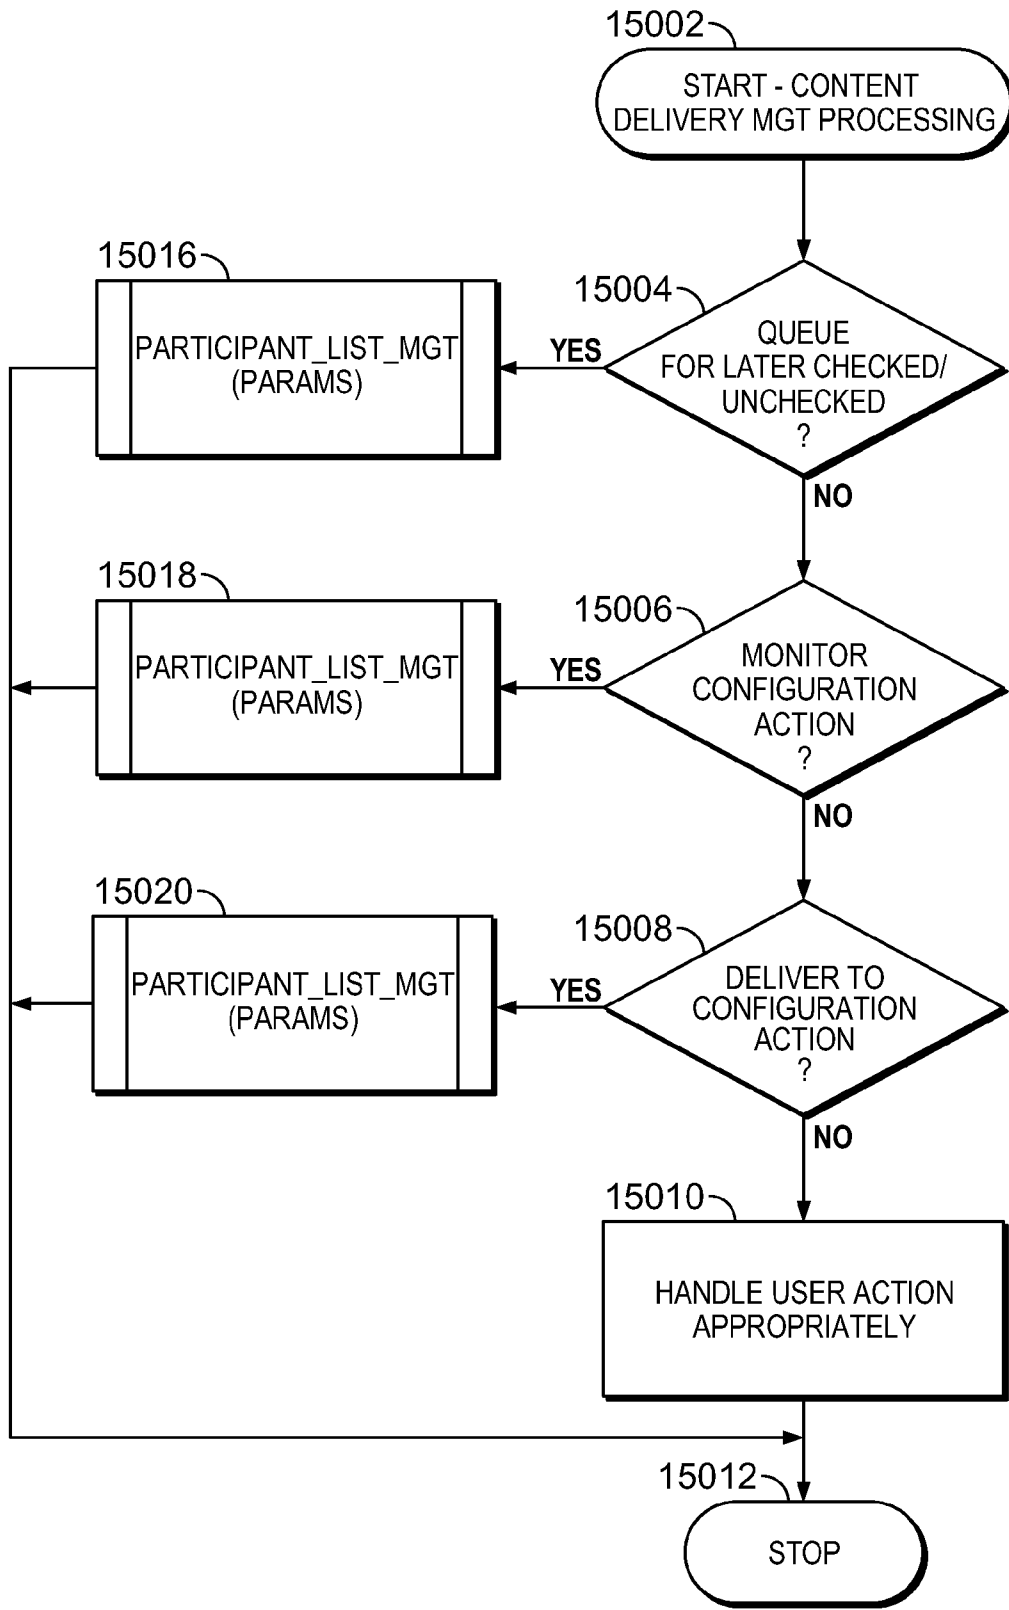 15002
START - CONTENT
DELIVERY MGT PROCESSING
15016
PARTICIPANT_LIST_MGT
(PARAMS)
15004
YES
QUEUE
FOR LATER CHECKED/
UNCHECKED
?
NO
15018
PARTICIPANT_LIST_MGT
(PARAMS)
15006
YES
MONITOR
CONFIGURATION
ACTION
?
NO
15020
PARTICIPANT_LIST_MGT
(PARAMS)
15008
YES
DELIVER TO
CONFIGURATION
ACTION
?
NO
15010
HANDLE USER ACTION
APPROPRIATELY
15012
STOP